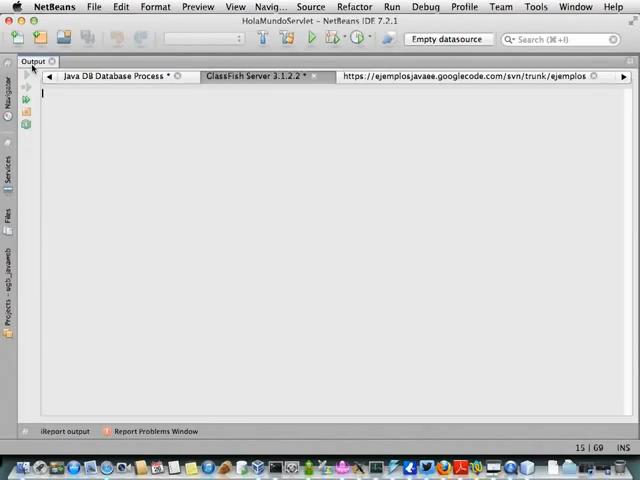 NetBeans File Edit Format Preview View Navig... Source Refactor Run Debug Profile Team Tools Window Help
HolaMundoServlet - NetBeans IDE 7.2.1
Empty datasource
Search (⌘+I)
Output
Java DB Database Process *
GlassFish Server 3.1.2.2 *
https://ejemplosjavaee.googlecode.com/svn/trunk/ejemplos
Navigator
Services
Files
iReport output
Report Problems Window
15 | 69 INS